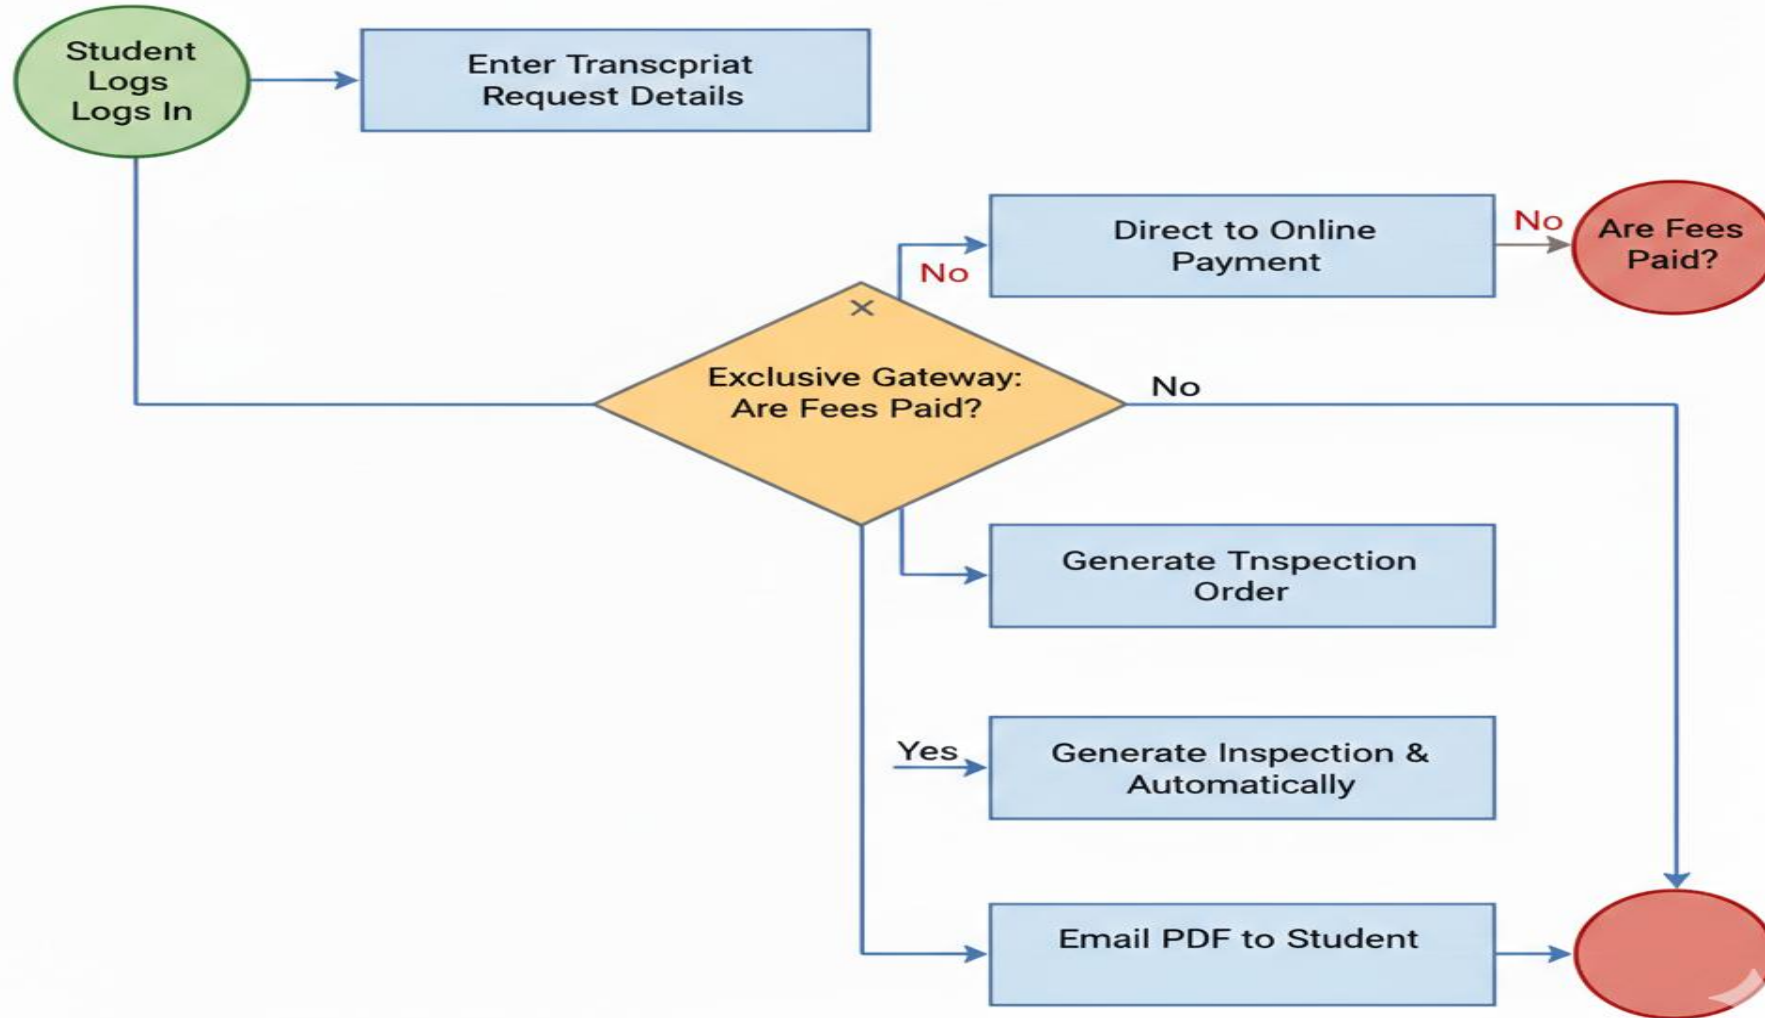 Student
Logs
Logs In
Enter Transcpriat
Request Details
Direct to Online
Payment
No
Are Fees
Paid?
No
Exclusive Gateway:
Are Fees Paid?
No
Generate Tnspection
Order
Yes
Generate Inspection &
Automatically
Email PDF to Student